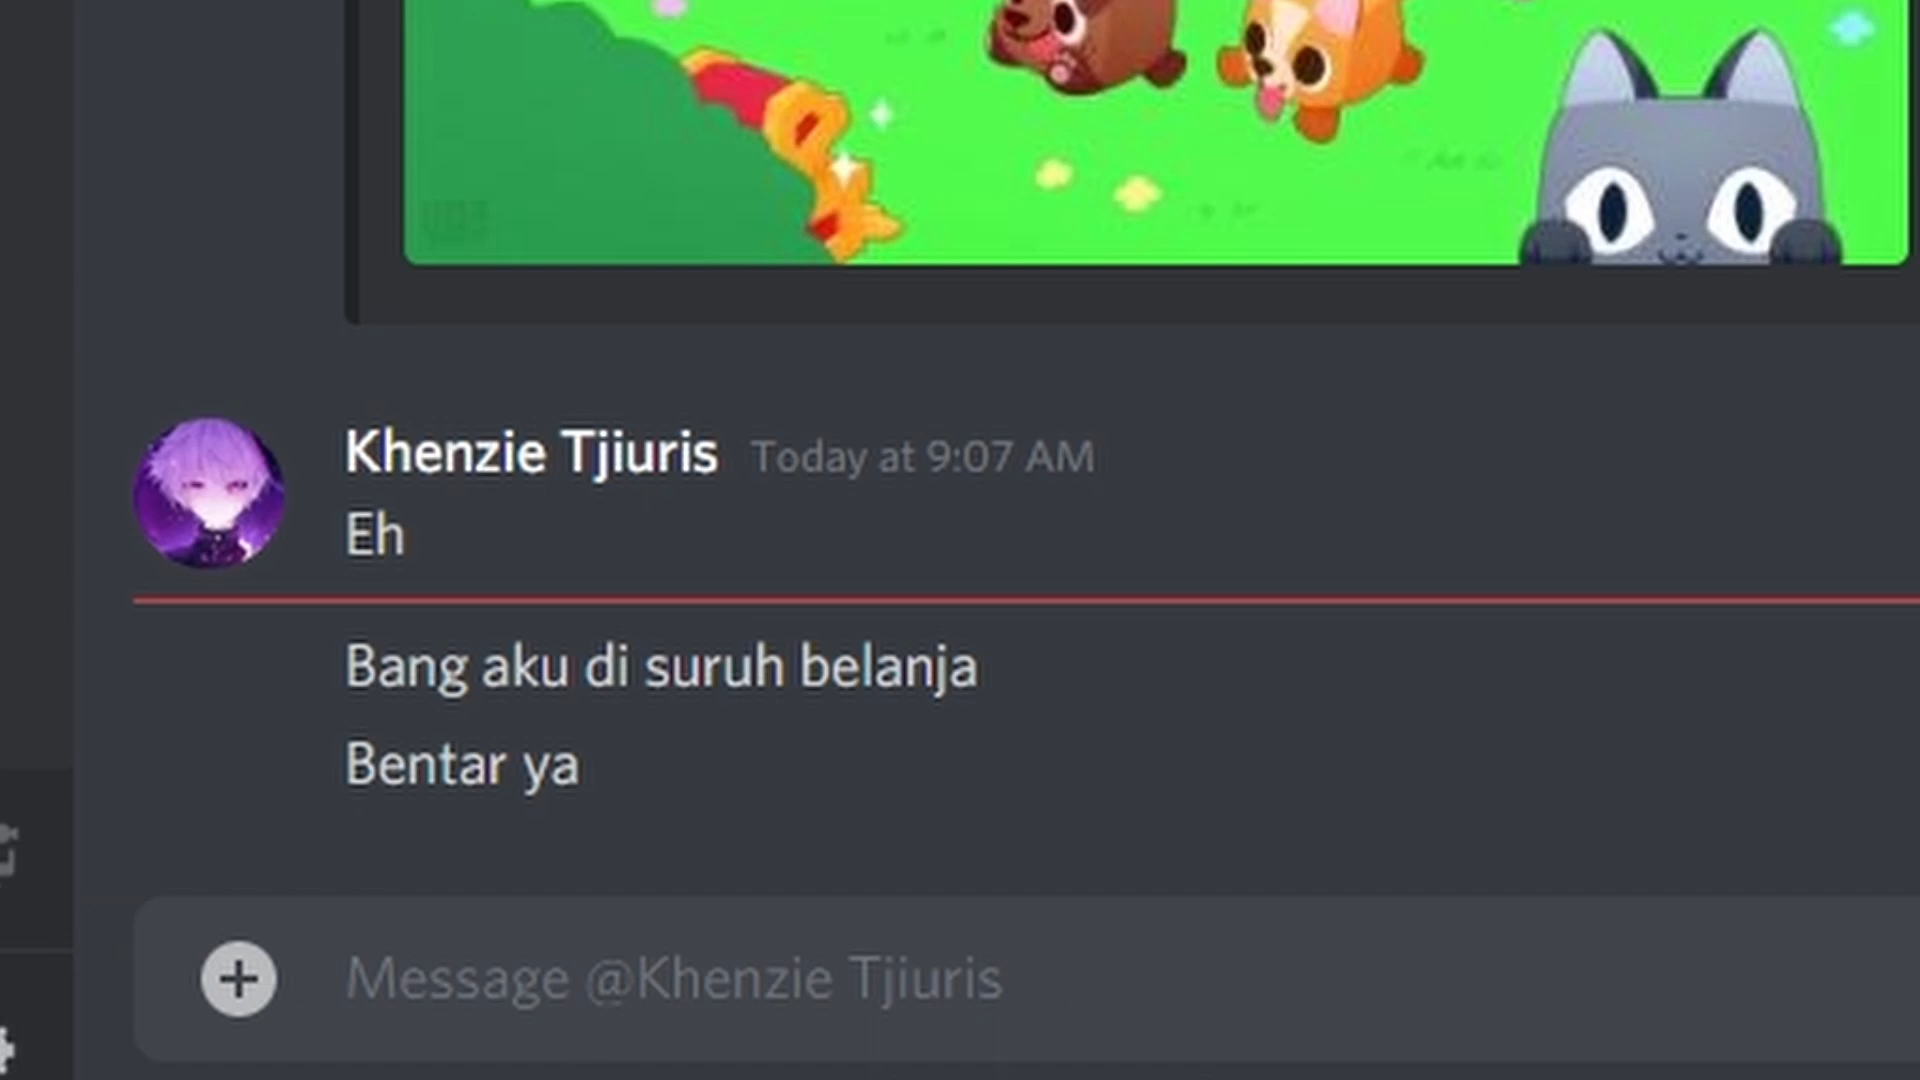 Khenzie Tjiuris Today at 9:07 AM
Eh
Bang aku di suruh belanja
Bentar ya
Message @Khenzie Tjiuris